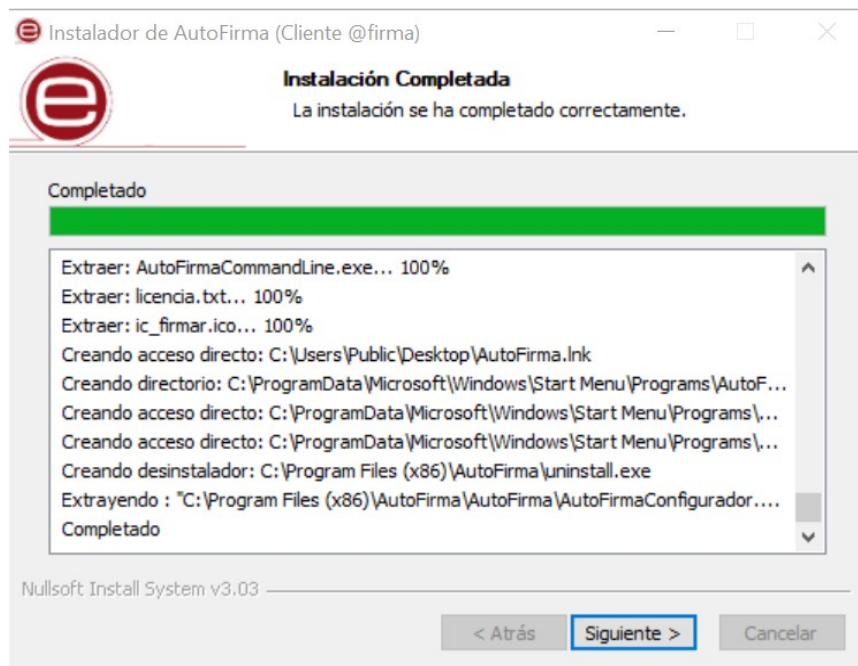 Instalador de AutoFirma (Cliente @firma)
Instalación Completada
La instalación se ha completado correctamente.
Completado
Extraer: AutoFirmaCommandLine.exe... 100%
Extraer: licencia.txt... 100%
Extraer: ic_firmar.ico... 100%
Creando acceso directo: C:\Users\Public\Desktop\AutoFirma.lnk
Creando directorio: C:\ProgramData\Microsoft\Windows\Start Menu\Programs\AutoF...
Creando acceso directo: C:\ProgramData\Microsoft\Windows\Start Menu\Programs\...
Creando acceso directo: C:\ProgramData\Microsoft\Windows\Start Menu\Programs\...
Creando desinstalador: C:\Program Files (x86)\AutoFirma\uninstall.exe
Extrayendo : "C:\Program Files (x86)\AutoFirma\AutoFirma\AutoFirmaConfigurador....
Completado
Nullsoft Install System v3.03
< Atrás Siguiente > Cancelar